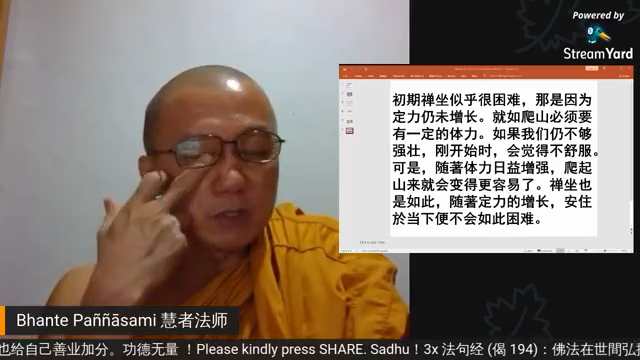 Powered by
StreamYard
初期禅坐似乎很困难，那是因为
定力仍未增长。就如爬山必须要
有一定的体力。如果我们仍不够
强壮，刚开始时，会觉得不舒服。
可是，随著体力日益增强，爬起
山来就会变得更容易了。禅坐也
是如此，随著定力的增长，安住
於当下便不会如此困难。
Bhante Paññāsami 慧者法师
也给自己善业加分。功德无量 ！Please kindly press SHARE. Sadhu！3x 法句经 (偈 194)：佛法在世間弘